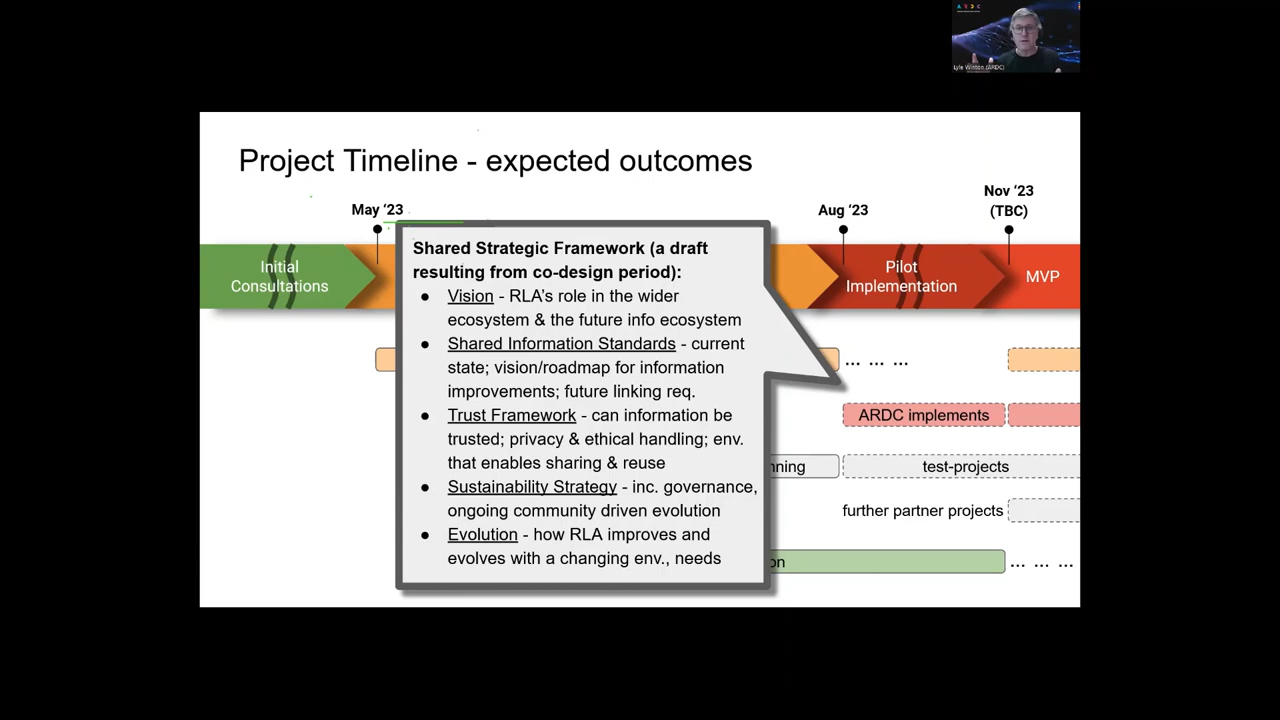 A R D C
Lyle Winton (ARDC)
Project Timeline - expected outcomes
May ‘23
Aug ‘23
Nov ‘23
(TBC)
Initial
Consultations
Pilot
Implementation
MVP
Shared Strategic Framework (a draft
resulting from co-design period):
● Vision - RLA’s role in the wider
ecosystem & the future info ecosystem
● Shared Information Standards - current
state; vision/roadmap for information
improvements; future linking req.
● Trust Framework - can information be
trusted; privacy & ethical handling; env.
that enables sharing & reuse
● Sustainability Strategy - inc. governance,
ongoing community driven evolution
● Evolution - how RLA improves and
evolves with a changing env., needs
... ... ...
ARDC implements
nning
test-projects
further partner projects
on
... ... ...